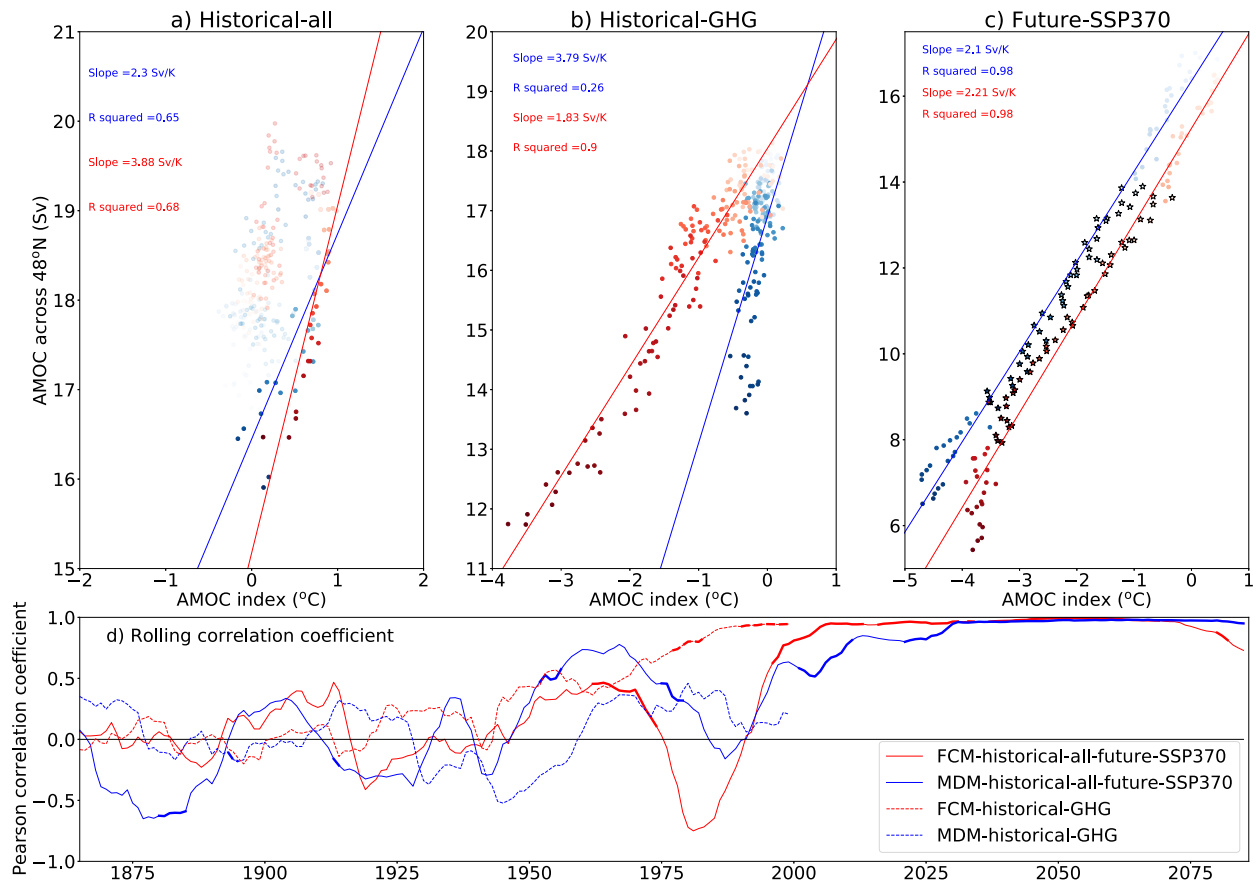 a) Historical-all
b) Historical-GHG
c) Future-SSP370
21
20
19
18
17
16
15
AMOC across 48°N (Sv)
Slope =2.3 Sv/K
R squared =0.65
Slope =3.88 Sv/K
R squared =0.68
−2 −1 0 1 2
AMOC index (°C)
20
19
18
17
16
15
14
13
12
11
Slope =3.79 Sv/K
R squared =0.26
Slope =1.83 Sv/K
R squared =0.9
−4 −3 −2 −1 0 1
AMOC index (°C)
16
14
12
10
8
6
Slope =2.1 Sv/K
R squared =0.98
Slope =2.21 Sv/K
R squared =0.98
−5 −4 −3 −2 −1 0 1
AMOC index (°C)
Pearson correlation coefficient
1.0
0.5
0.0
−0.5
−1.0
d) Rolling correlation coefficient
FCM-historical-all-future-SSP370
MDM-historical-all-future-SSP370
FCM-historical-GHG
MDM-historical-GHG
1875 1900 1925 1950 1975 2000 2025 2050 2075